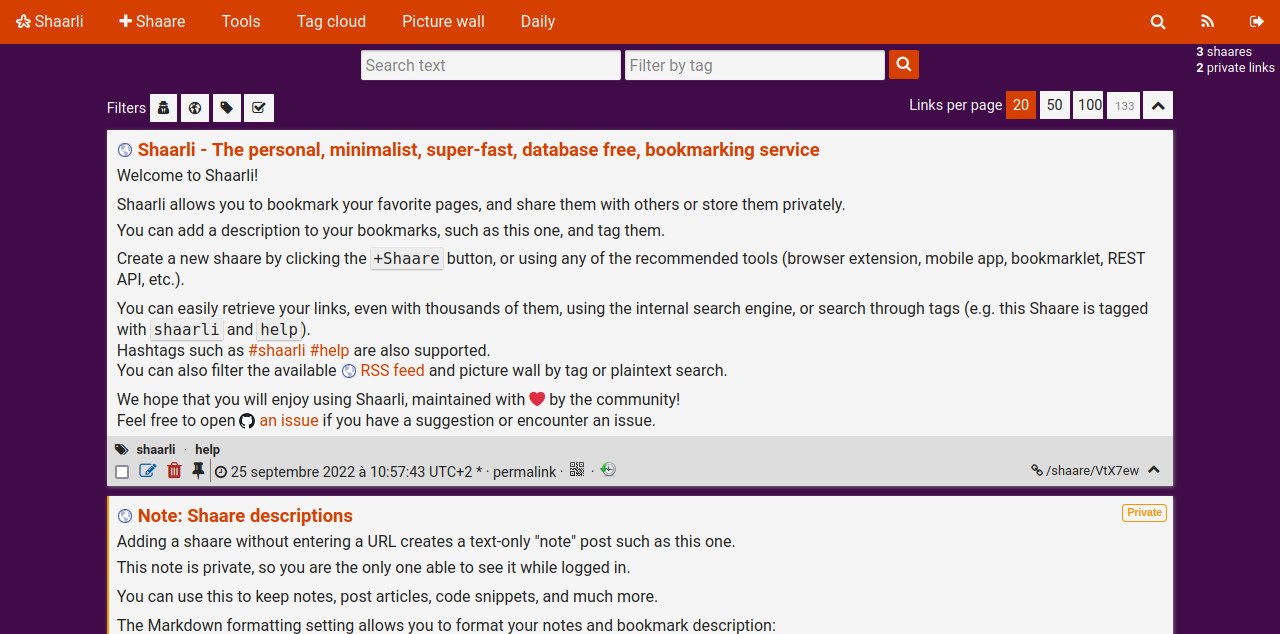 Shaarli Shaare Tools Tag cloud Picture wall Daily
3 shaares
2 private links
Search text Filter by tag
Filters Links per page 20 50 100 133
Shaarli - The personal, minimalist, super-fast, database free, bookmarking service
Welcome to Shaarli!
Shaarli allows you to bookmark your favorite pages, and share them with others or store them privately.
You can add a description to your bookmarks, such as this one, and tag them.
Create a new shaare by clicking the +Shaare button, or using any of the recommended tools (browser extension, mobile app, bookmarklet, REST
API, etc.).
You can easily retrieve your links, even with thousands of them, using the internal search engine, or search through tags (e.g. this Shaare is tagged
with shaarli and help).
Hashtags such as #shaarli #help are also supported.
You can also filter the available RSS feed and picture wall by tag or plaintext search.
We hope that you will enjoy using Shaarli, maintained with ❤ by the community!
Feel free to open an issue if you have a suggestion or encounter an issue.
shaarli · help
25 septembre 2022 à 10:57:43 UTC+2 * · permalink · · /shaare/VtX7ew
Note: Shaare descriptions Private
Adding a shaare without entering a URL creates a text-only "note" post such as this one.
This note is private, so you are the only one able to see it while logged in.
You can use this to keep notes, post articles, code snippets, and much more.
The Markdown formatting setting allows you to format your notes and bookmark description: